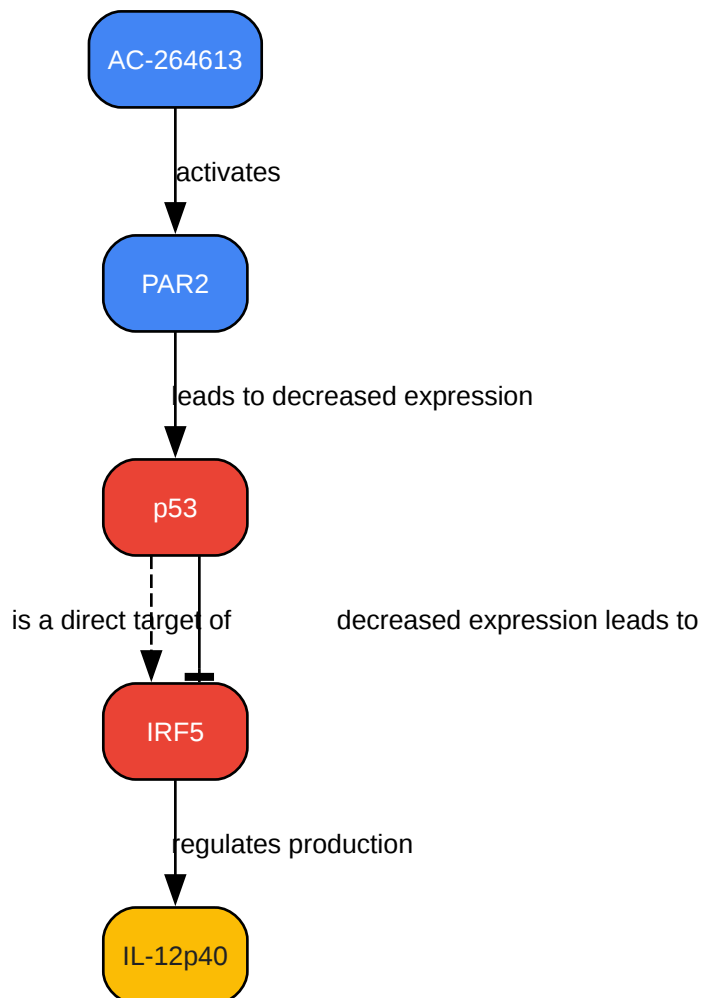 AC-264613
activates
PAR2
leads to decreased expression
p53
is a direct target of
decreased expression leads to
IRF5
regulates production
IL-12p40